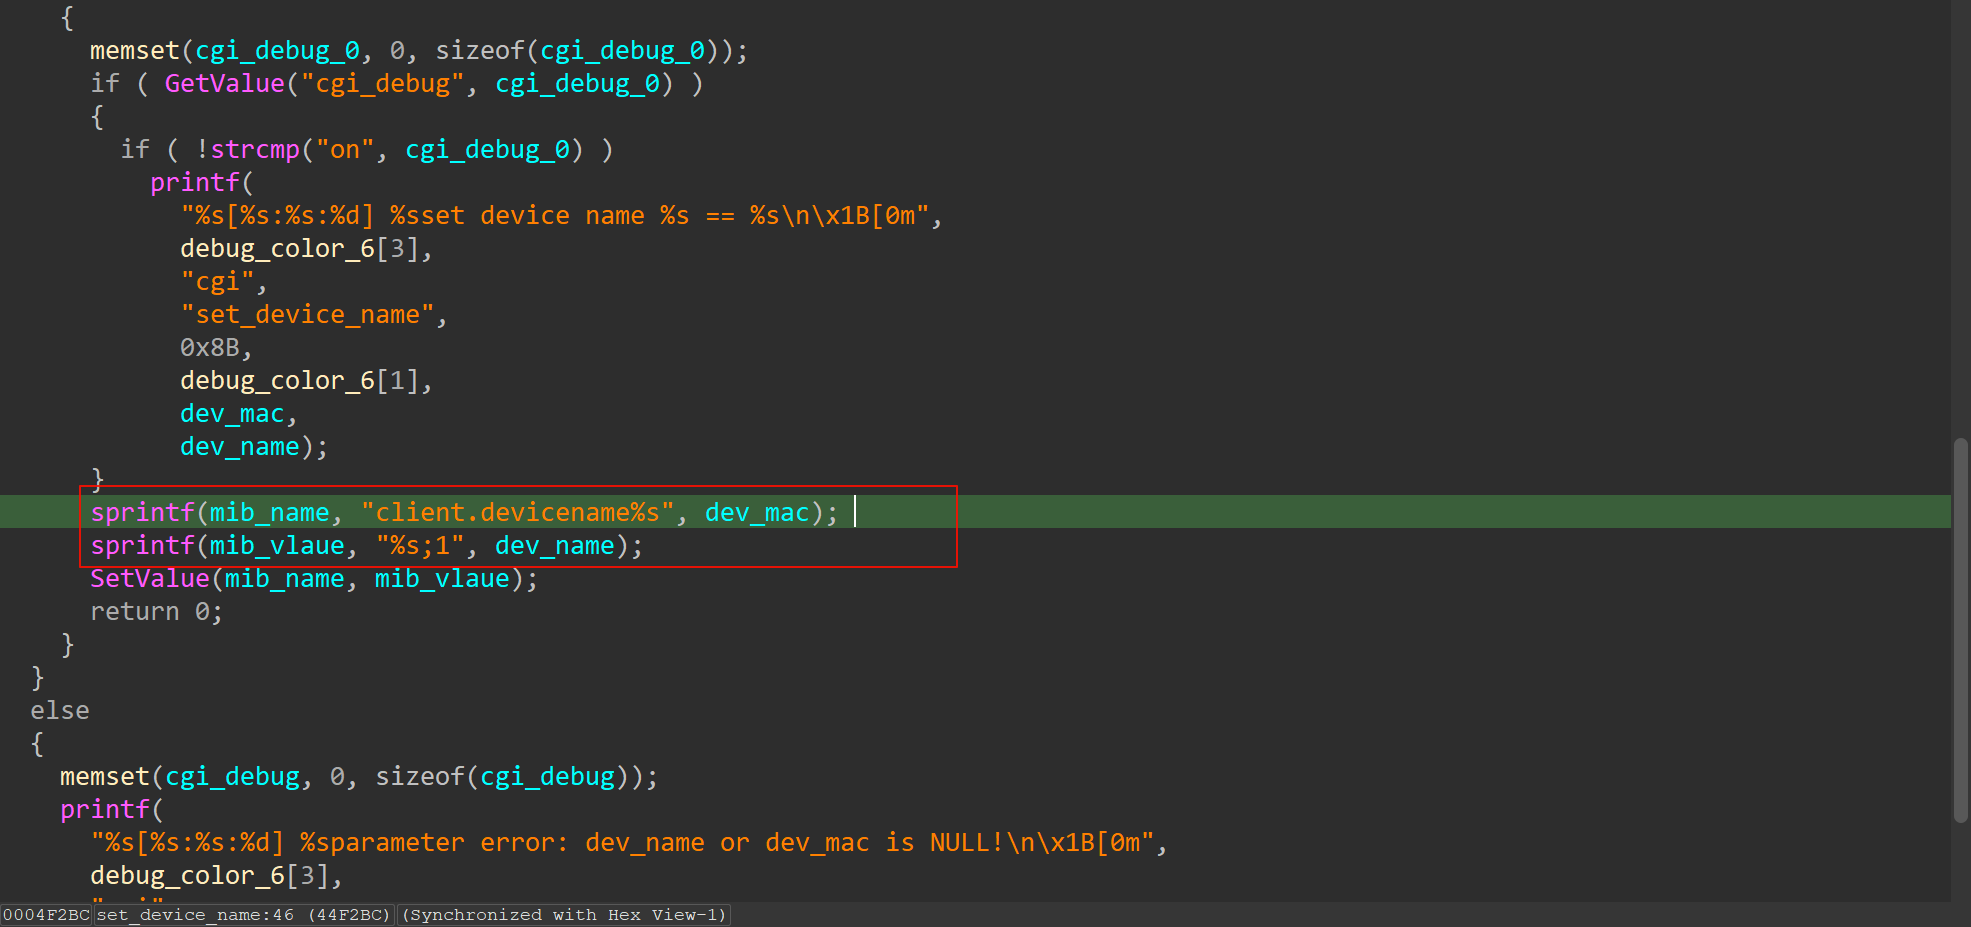 {
memset(cgi_debug_0, 0, sizeof(cgi_debug_0));
if ( GetValue("cgi_debug", cgi_debug_0) )
{
if ( !strcmp("on", cgi_debug_0) )
printf(
"%s[%s:%s:%d] %sset device name %s == %s\n\x1B[0m",
debug_color_6[3],
"cgi",
"set_device_name",
0x8B,
debug_color_6[1],
dev_mac,
dev_name);
}
sprintf(mib_name, "client.devicename%s", dev_mac);
sprintf(mib_vlaue, "%s;1", dev_name);
SetValue(mib_name, mib_vlaue);
return 0;
}
}
else
{
memset(cgi_debug, 0, sizeof(cgi_debug));
printf(
"%s[%s:%s:%d] %sparameter error: dev_name or dev_mac is NULL!\n\x1B[0m",
debug_color_6[3],
0004F2BC set_device_name:46 (44F2BC) (Synchronized with Hex View-1)